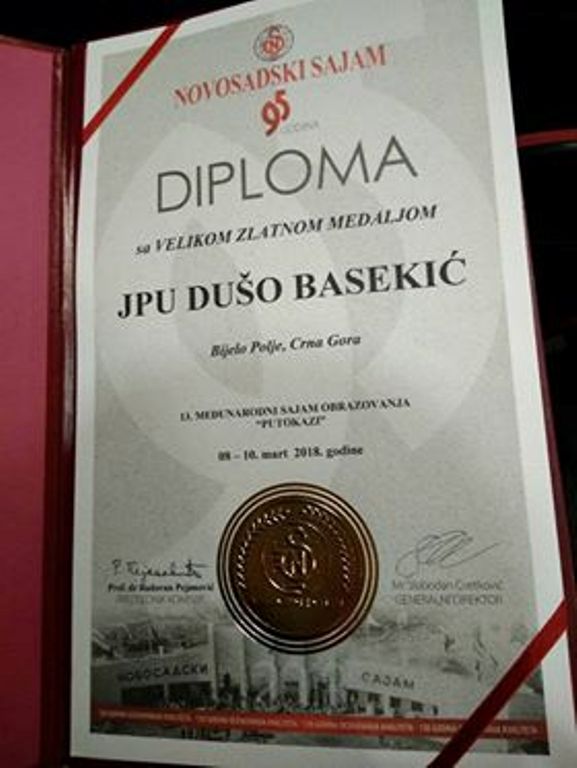 NOVOSADSKI SAJAM
95
GODINA
DIPLOMA
sa VELIKOM ZLATNOM MEDALJOM
JPU DUŠO BASEKIĆ
Bijelo Polje, Crna Gora
13. MEĐUNARODNI SAJAM OBRAZOVANJA
"PUTOKAZI"
08 – 10. mart 2018. godine
Prof. dr Radovan Pejanović
PREDSEDNIK KOMISIJE
Mr Slobodan Cvetković
GENERALNI DIREKTOR
НОВОСАДСКИ САЈАМ